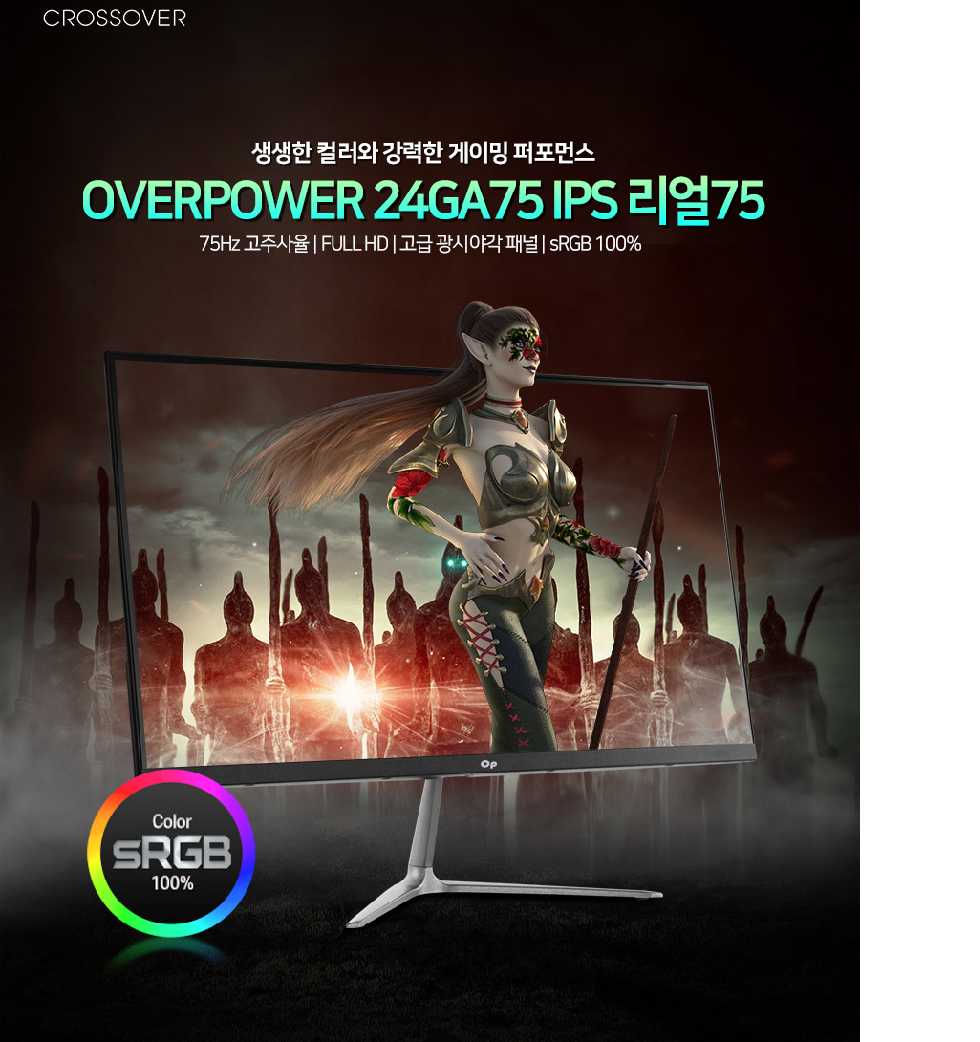 CROSSOVER
생생한 컬러와 강력한 게이밍 퍼포먼스
OVERPOWER 24GA75 IPS 리얼75
75Hz 고주사율 | FULL HD | 고급 광시야각 패널 | sRGB 100%
Op
Color
sRGB
100%